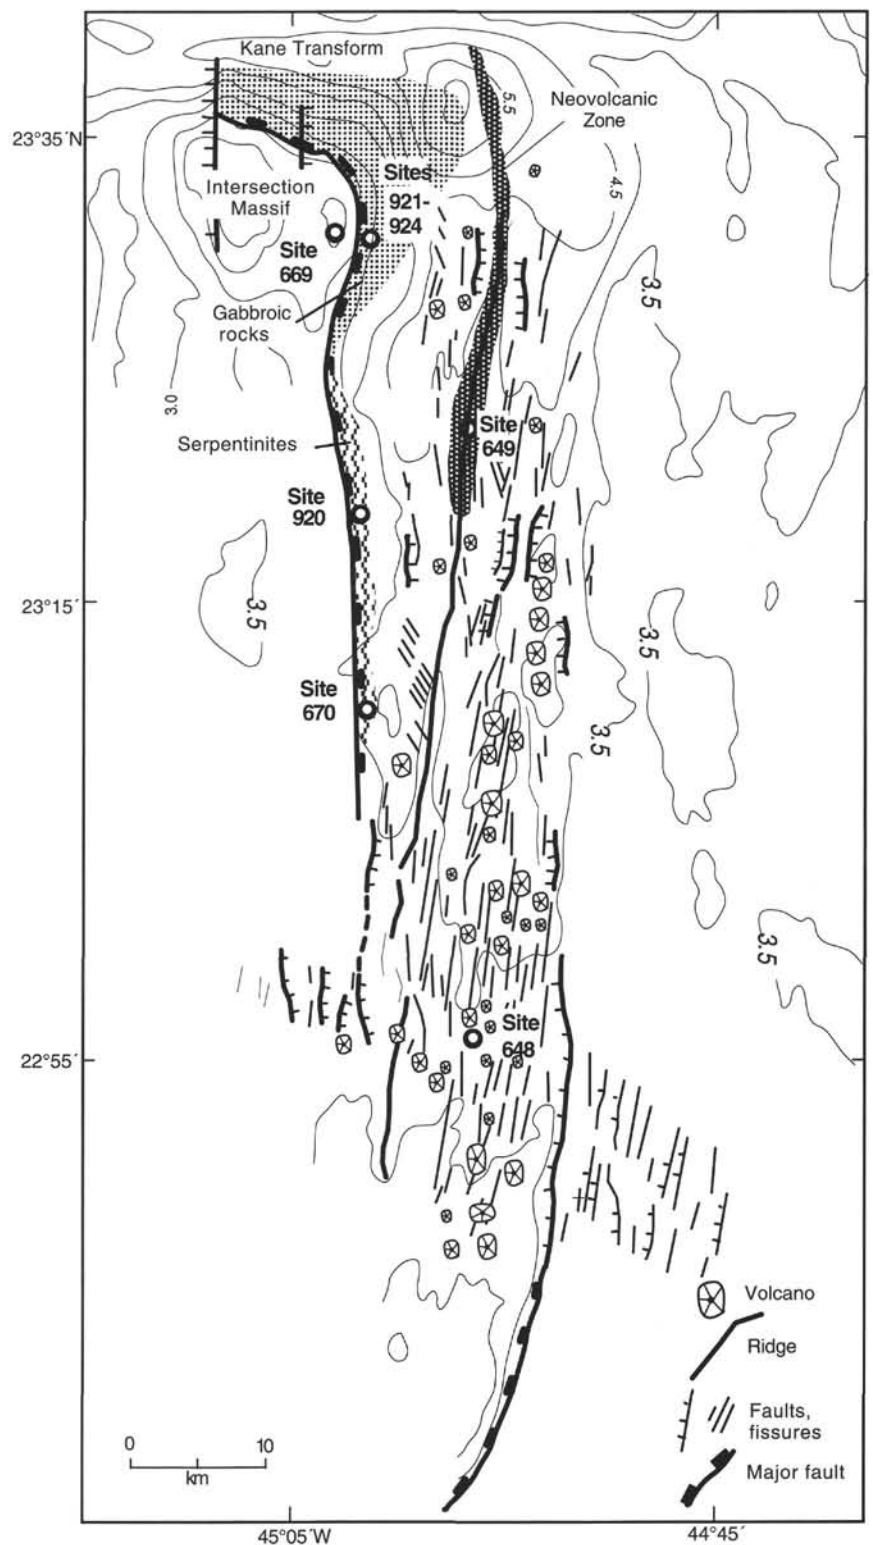 Kane Transform
5.5
Neovolcanic
Zone
23°35´N
Sites
921-
924
4.5
Intersection
Massif
Site
669
3.5
Gabbroic
rocks
3.0
Serpentinites
Site
649
Site
920
23°15´
3.5
3.5
Site
670
3.5
3.5
Site
648
22°55´
Volcano
Ridge
Faults,
fissures
Major fault
0 10
km
45°05´W
44°45´